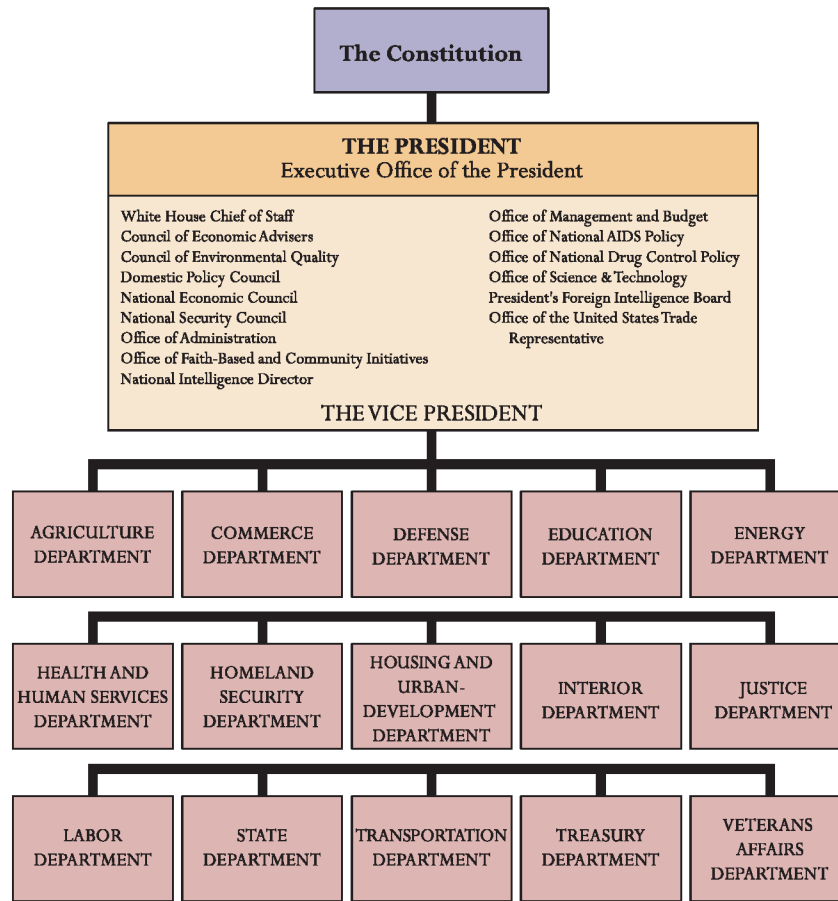 The Constitution
THE PRESIDENT
Executive Office of the President
White House Chief of Staff
Council of Economic Advisers
Council of Environmental Quality
Domestic Policy Council
National Economic Council
National Security Council
Office of Administration
Office of Faith-Based and Community Initiatives
National Intelligence Director
Office of Management and Budget
Office of National AIDS Policy
Office of National Drug Control Policy
Office of Science & Technology
President's Foreign Intelligence Board
Office of the United States Trade
Representative
THE VICE PRESIDENT
AGRICULTURE
DEPARTMENT
COMMERCE
DEPARTMENT
DEFENSE
DEPARTMENT
EDUCATION
DEPARTMENT
ENERGY
DEPARTMENT
HEALTH AND
HUMAN SERVICES
DEPARTMENT
HOMELAND
SECURITY
DEPARTMENT
HOUSING AND
URBAN-
DEVELOPMENT
DEPARTMENT
INTERIOR
DEPARTMENT
JUSTICE
DEPARTMENT
LABOR
DEPARTMENT
STATE
DEPARTMENT
TRANSPORTATION
DEPARTMENT
TREASURY
DEPARTMENT
VETERANS
AFFAIRS
DEPARTMENT